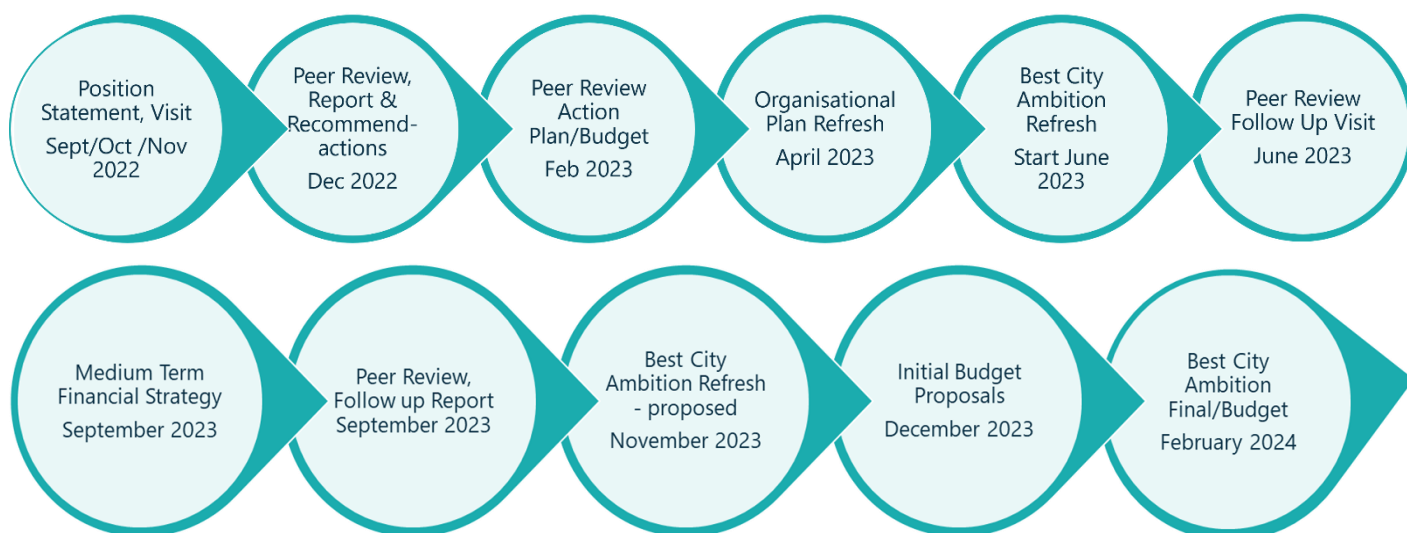 Position
Statement, Visit
Sept/Oct /Nov
2022
Peer Review,
Report &
Recommend-
actions
Dec 2022
Peer Review
Action
Plan/Budget
Feb 2023
Organisational
Plan Refresh
April 2023
Best City
Ambition
Refresh
Start June
2023
Peer Review
Follow Up Visit
June 2023
Medium Term
Financial Strategy
September 2023
Peer Review,
Follow up Report
September 2023
Best City
Ambition Refresh
- proposed
November 2023
Initial Budget
Proposals
December 2023
Best City
Ambition
Final/Budget
February 2024